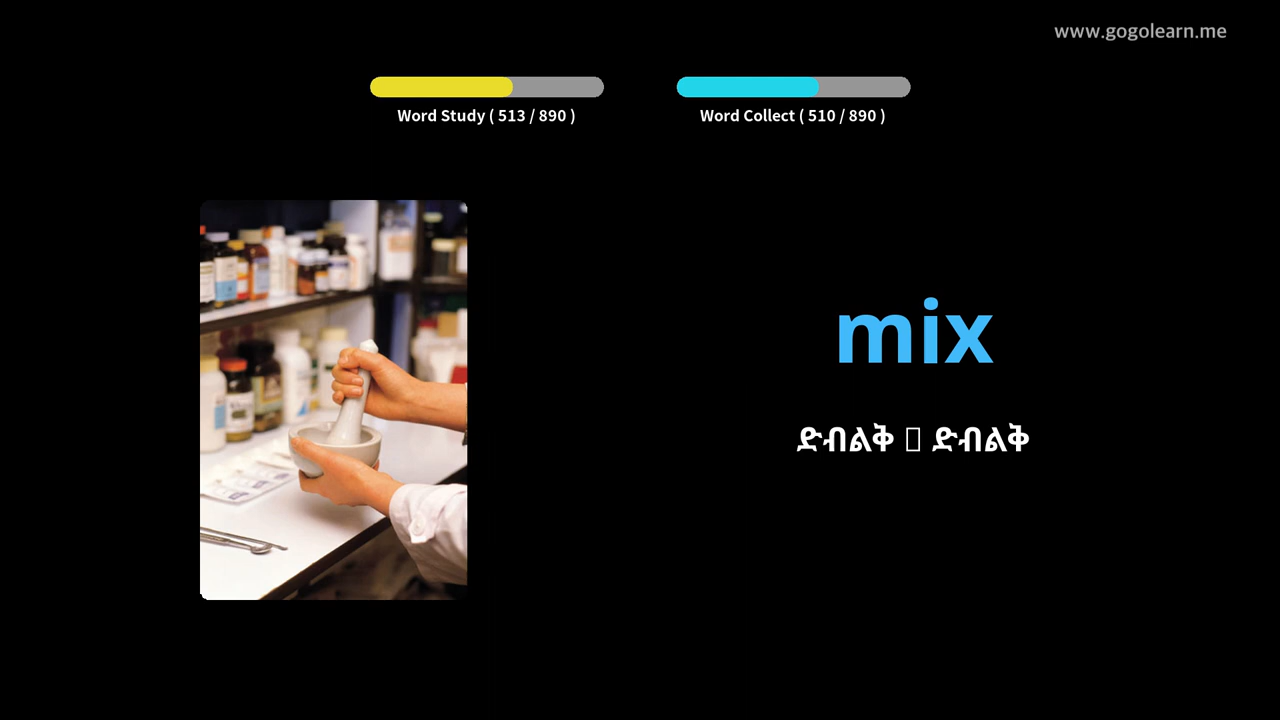 www.gogolearn.me
Word Study ( 513 / 890 )
Word Collect ( 510 / 890 )
mix
ድብልቅ ▯ ድብልቅ